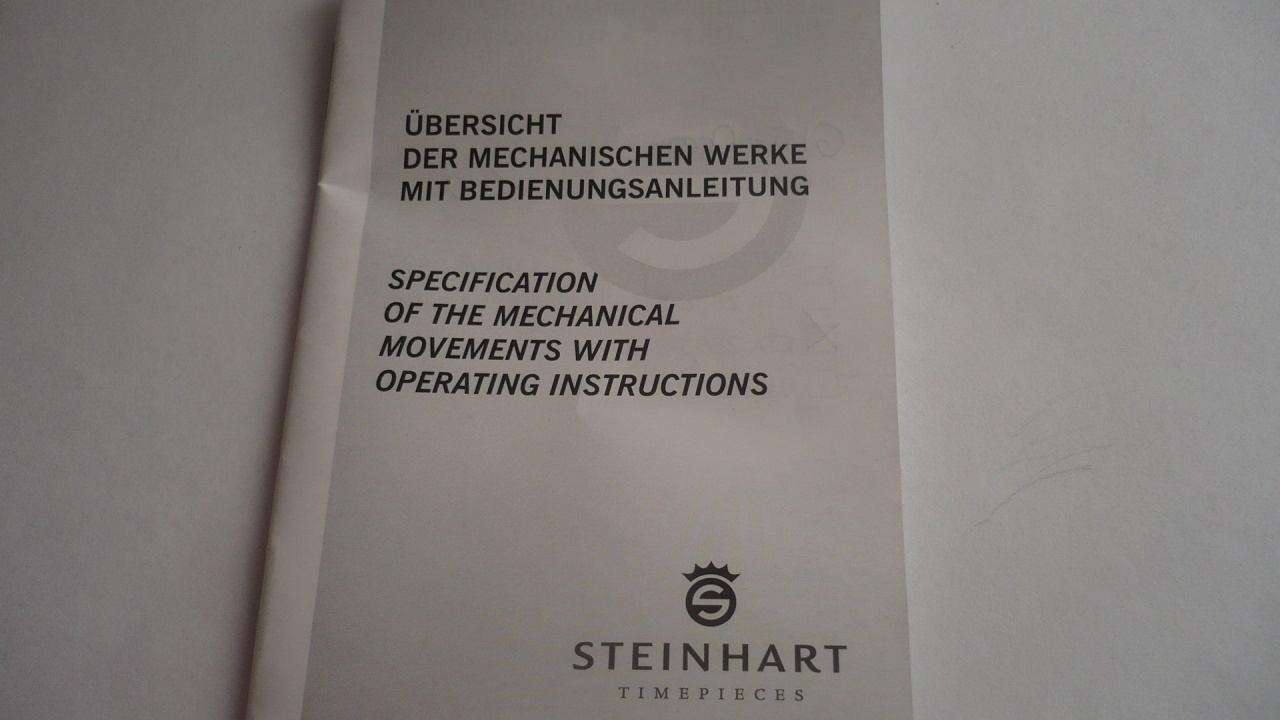 ÜBERSICHT
DER MECHANISCHEN WERKE
MIT BEDIENUNGSANLEITUNG
SPECIFICATION
OF THE MECHANICAL
MOVEMENTS WITH
OPERATING INSTRUCTIONS
S
STEINHART
TIMEPIECES